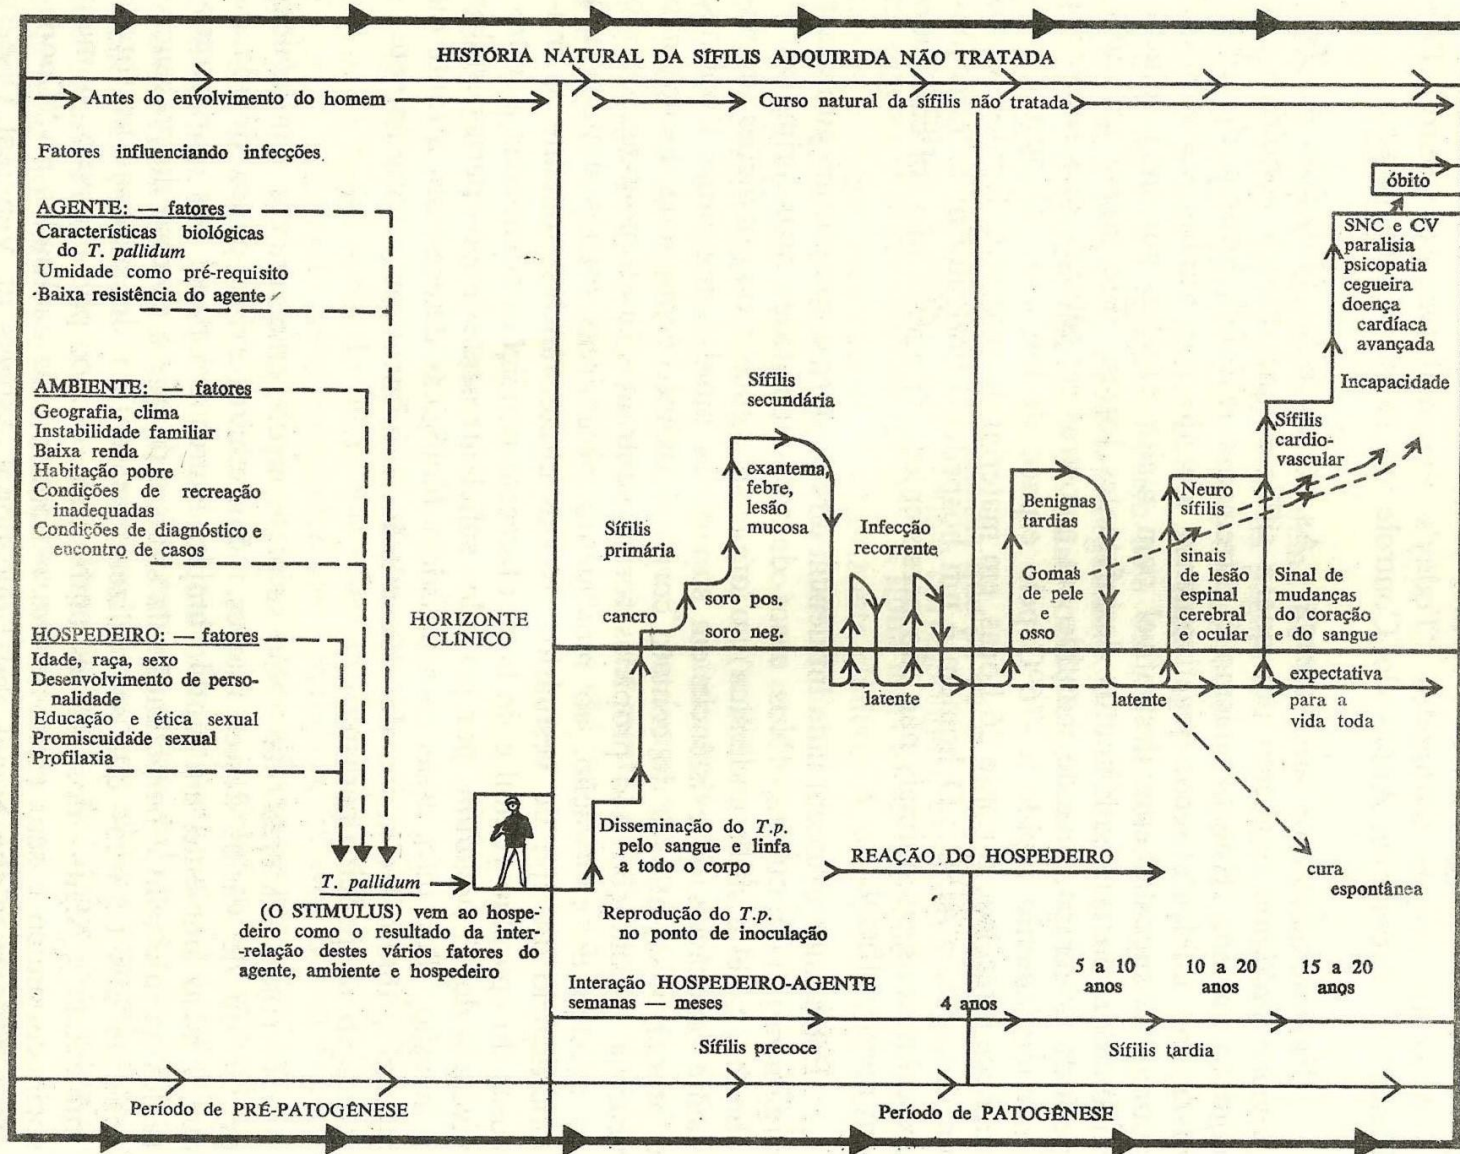 HISTÓRIA NATURAL DA SÍFILIS ADQUIRIDA NÃO TRATADA
Antes do envolvimento do homem
Curso natural da sífilis não tratada
Fatores influenciando infecções
AGENTE: — fatores
Características biológicas
do T. pallidum
Umidade como pré-requisito
Baixa resistência do agente
AMBIENTE: — fatores
Geografia, clima
Instabilidade familiar
Baixa renda
Habitação pobre
Condições de recreação
inadequadas
Condições de diagnóstico e
encontro de casos
HOSPEDEIRO: — fatores
Idade, raça, sexo
Desenvolvimento de perso-
nalidade
Educação e ética sexual
Promiscuidade sexual
Profilaxia
T. pallidum
(O STIMULUS) vem ao hospe-
deiro como o resultado da inter-
-relação destes vários fatores do
agente, ambiente e hospedeiro
HORIZONTE
CLÍNICO
Sífilis
primária
cancro
Sífilis
secundária
exantema,
febre,
lesão
mucosa
soro pos.
soro neg.
Infecção
recorrente
latente
Benignas
tardias
Gomas
de pele
e
osso
latente
Neuro
sífilis
sinais
de lesão
espinal
cerebral
e ocular
Sífilis
cardio-
vascular
Sinal de
mudanças
do coração
e do sangue
óbito
SNC e CV
paralisia
psicopatia
cegueira
doença
cardíaca
avançada
Incapacidade
expectativa
para a
vida toda
cura
espontânea
Disseminação do T.p.
pelo sangue e linfa
a todo o corpo
REAÇÃO DO HOSPEDEIRO
Reprodução do T.p.
no ponto de inoculação
Interação HOSPEDEIRO-AGENTE
semanas — meses
4 anos
5 a 10
anos
10 a 20
anos
15 a 20
anos
Sífilis precoce
Sífilis tardia
Período de PRÉ-PATOGÊNESE
Período de PATOGÊNESE